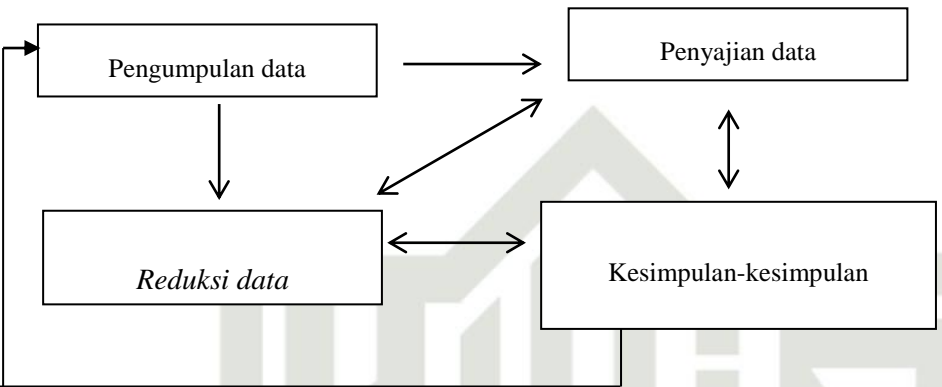 Pengumpulan data
Penyajian data
Reduksi data
Kesimpulan-kesimpulan